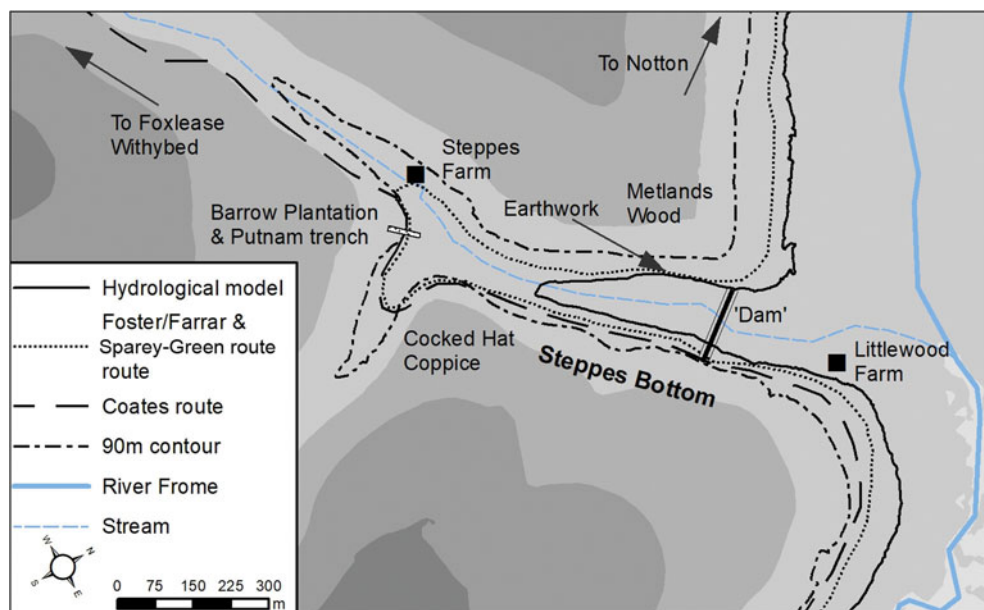 To Notton
To Foxlease
Withybed
Steppes
Farm
Metlands
Wood
Earthwork
Barrow Plantation
& Putnam trench
'Dam'
Cocked Hat
Coppice
Steppes Bottom
Littlewood
Farm
Hydrological model
Foster/Farrar &
Sparey-Green route
route
Coates route
90m contour
River Frome
Stream
W
N
S
E
0 75 150 225 300
m